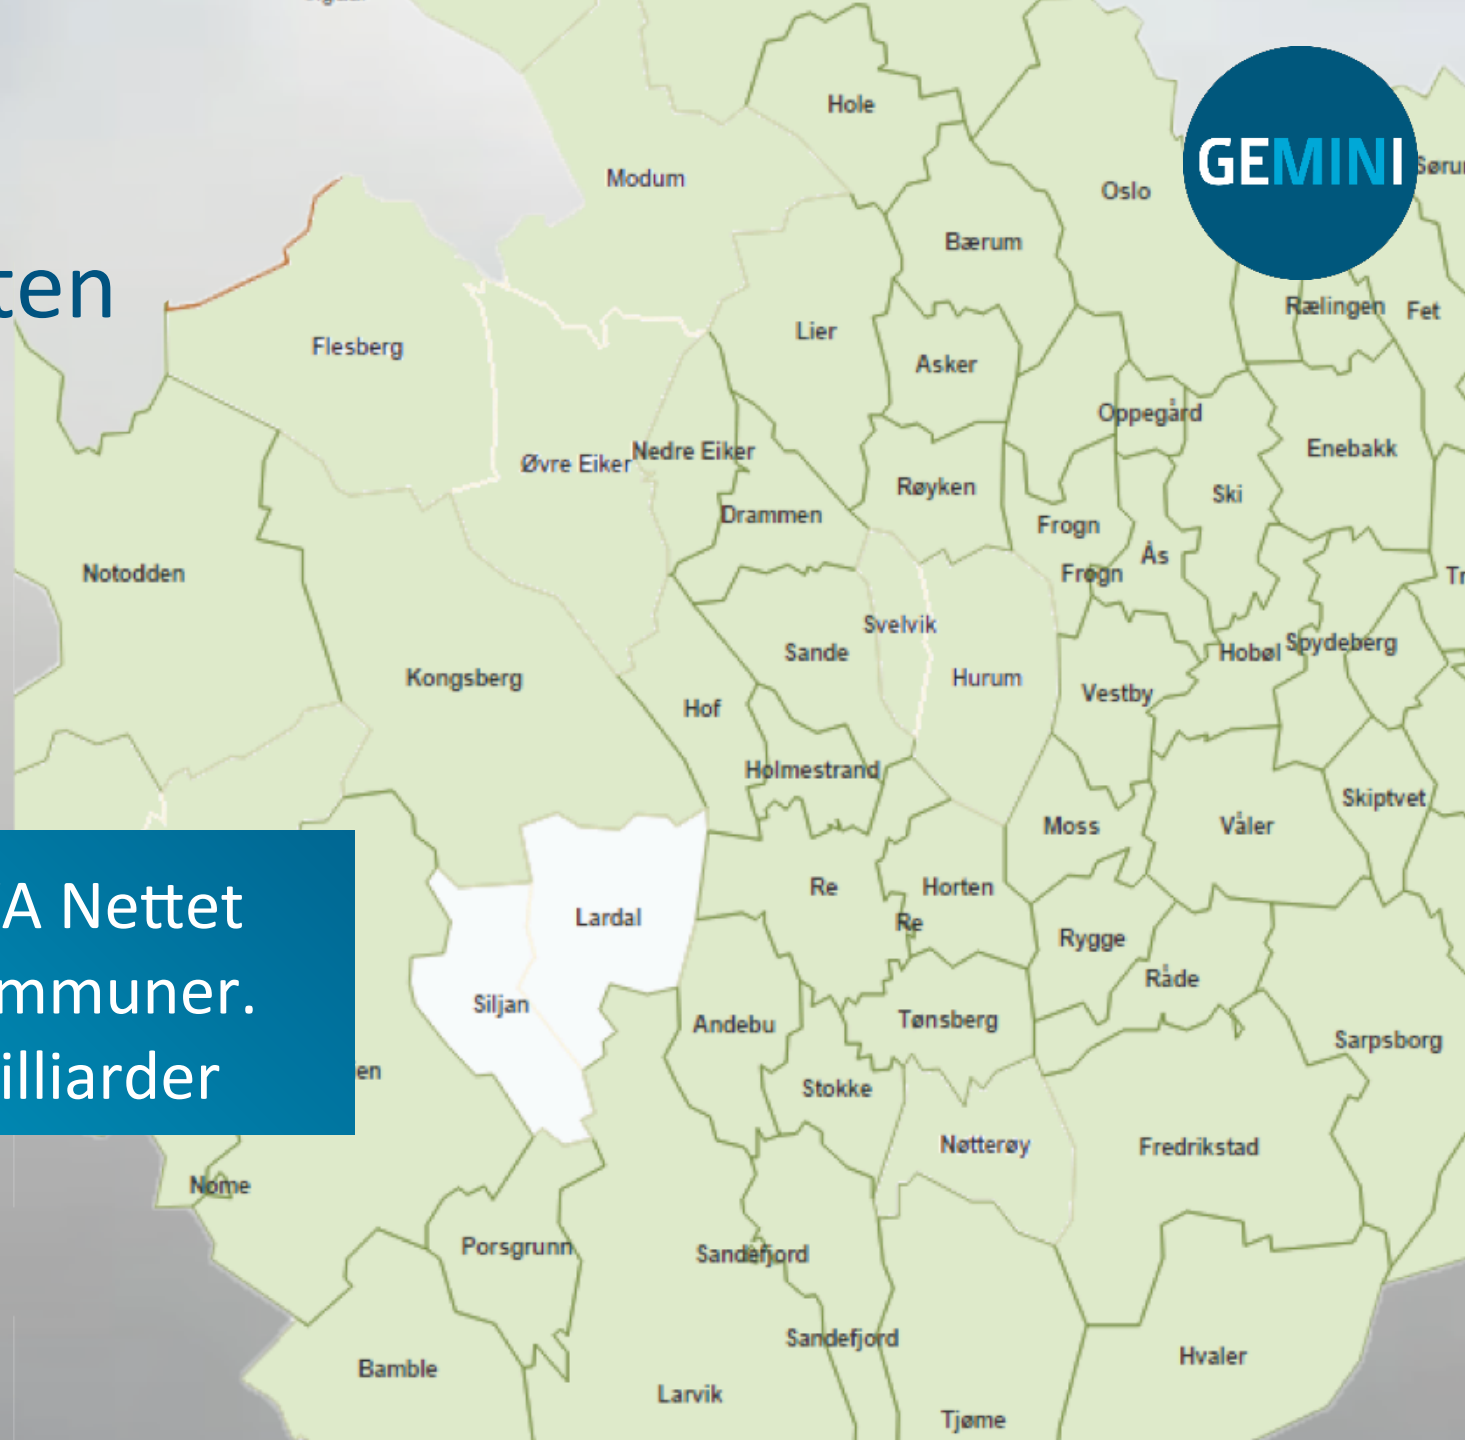 Hole
GEMINI
Modum
Oslo
Bærum
ten
Rælingen
Fet
Lier
Flesberg
Asker
Oppegård
Nedre Eiker
Enebakk
Øvre Eiker
Røyken
Ski
Drammen
Frogn
Ås
Notodden
Frogn
Svelvik
Spydeberg
Sande
Hobøl
Kongsberg
Hurum
Vestby
Hof
Holmestrand
Skiptvet
Moss
Våler
Re
Horten
A Nettet
Lardal
Re
Rygge
Råde
mmuner.
Siljan
Andebu
Tønsberg
Sarpsborg
illiarder
en
Stokke
Nøtterøy
Fredrikstad
Nome
Porsgrunn
Sandefjord
Sandefjord
Hvaler
Bamble
Larvik
Tjøme